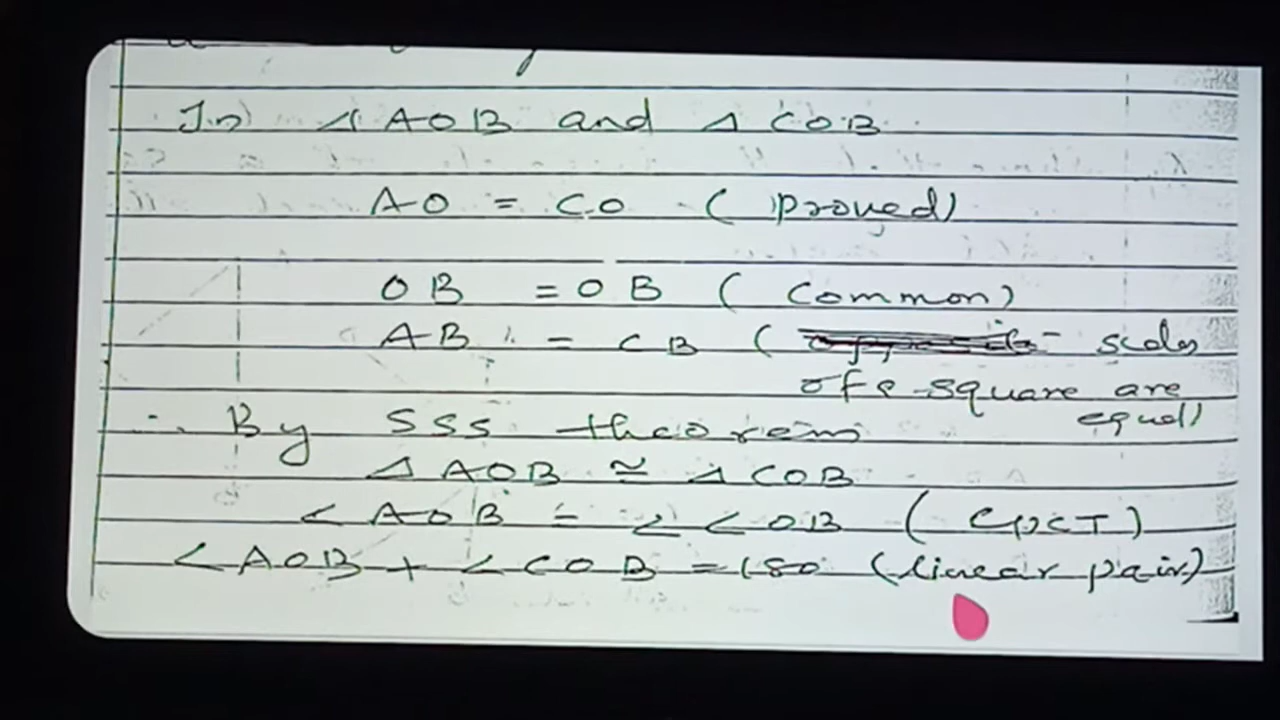 In △ AOB and △ COB
AO = CO ( proved)
OB = OB ( Common)
AB = CB ( sides
of square are
equal)
∴ By SSS theorem
△ AOB ≅ △ COB
< AOB = < COB ( CPCT)
< AOB + < COB = 180 (linear pair)